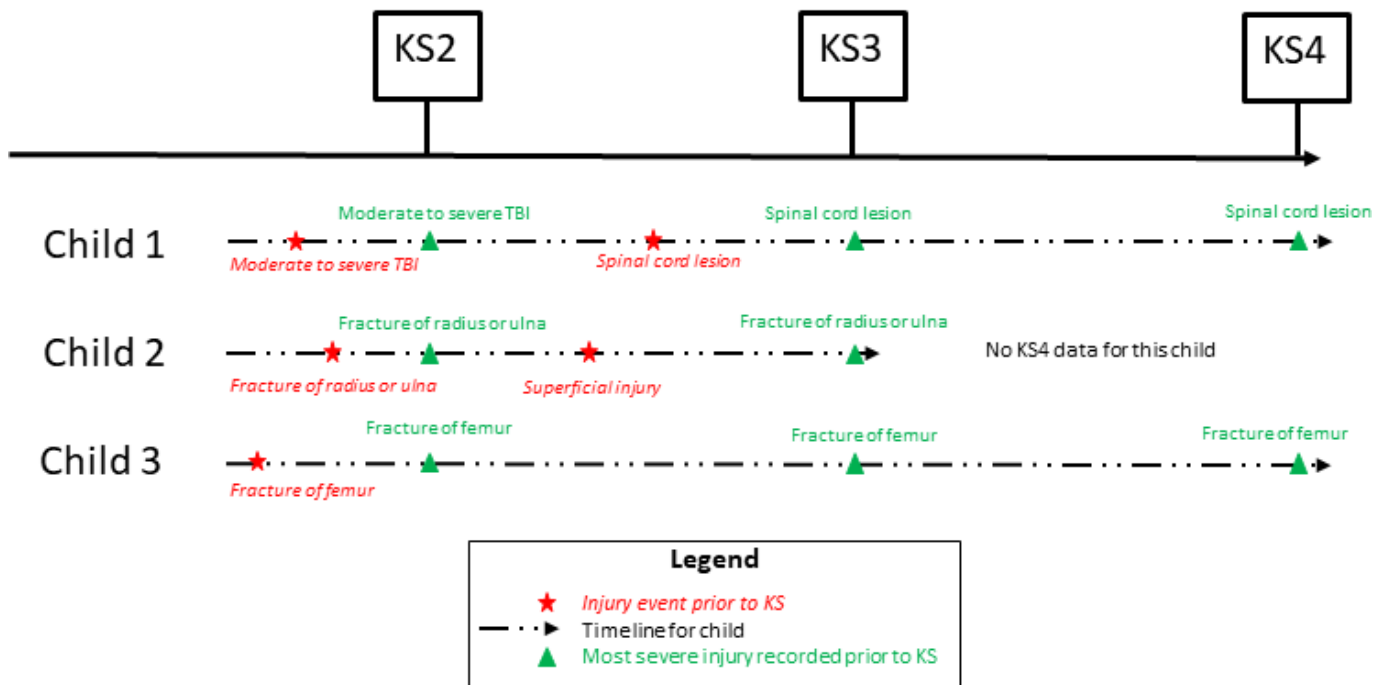 KS2
KS3
KS4
Moderate to severe TBI
Spinal cord lesion
Spinal cord lesion
Child 1
Moderate to severe TBI
Spinal cord lesion
Fracture of radius or ulna
Fracture of radius or ulna
Child 2
No KS4 data for this child
Fracture of radius or ulna
Superficial injury
Fracture of femur
Fracture of femur
Fracture of femur
Child 3
Fracture of femur
Legend
Injury event prior to KS
Timeline for child
Most severe injury recorded prior to KS